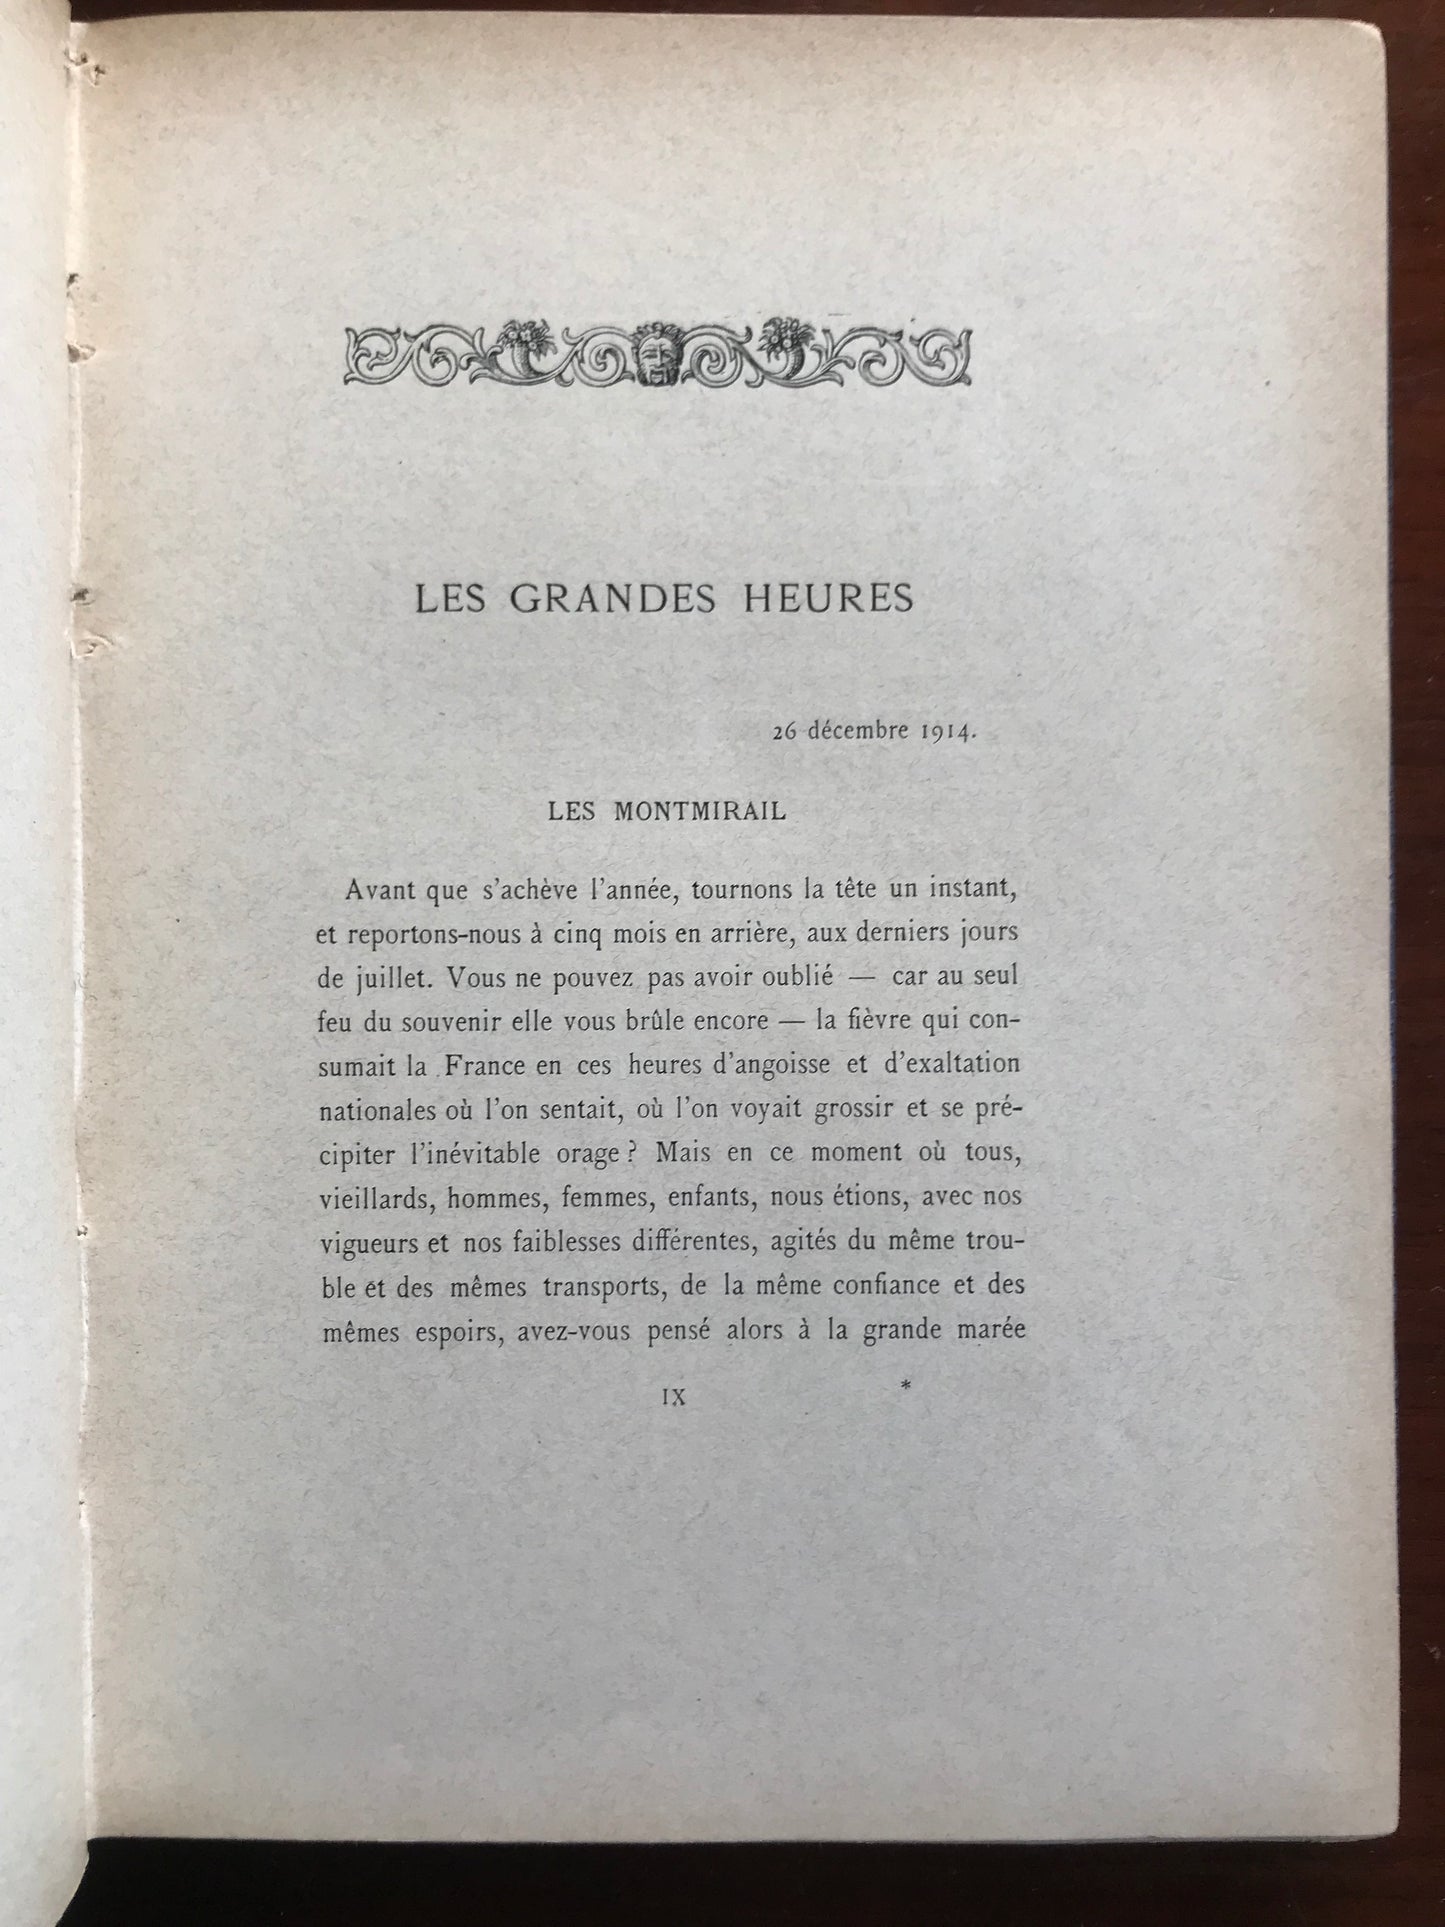 LES GRANDES HEURES
26 décembre 1914.
LES MONTMIRAIL
Avant que s'achève l'année, tournons la tête un instant,
et reportons-nous à cinq mois en arrière, aux derniers jours
de juillet. Vous ne pouvez pas avoir oublié — car au seul
feu du souvenir elle vous brûle encore — la fièvre qui con-
sumait la France en ces heures d'angoisse et d'exaltation
nationales où l'on sentait, où l'on voyait grossir et se pré-
cipiter l'inévitable orage ? Mais en ce moment où tous,
vieillards, hommes, femmes, enfants, nous étions, avec nos
vigueurs et nos faiblesses différentes, agités du même trou-
ble et des mêmes transports, de la même confiance et des
mêmes espoirs, avez-vous pensé alors à la grande marée
IX *